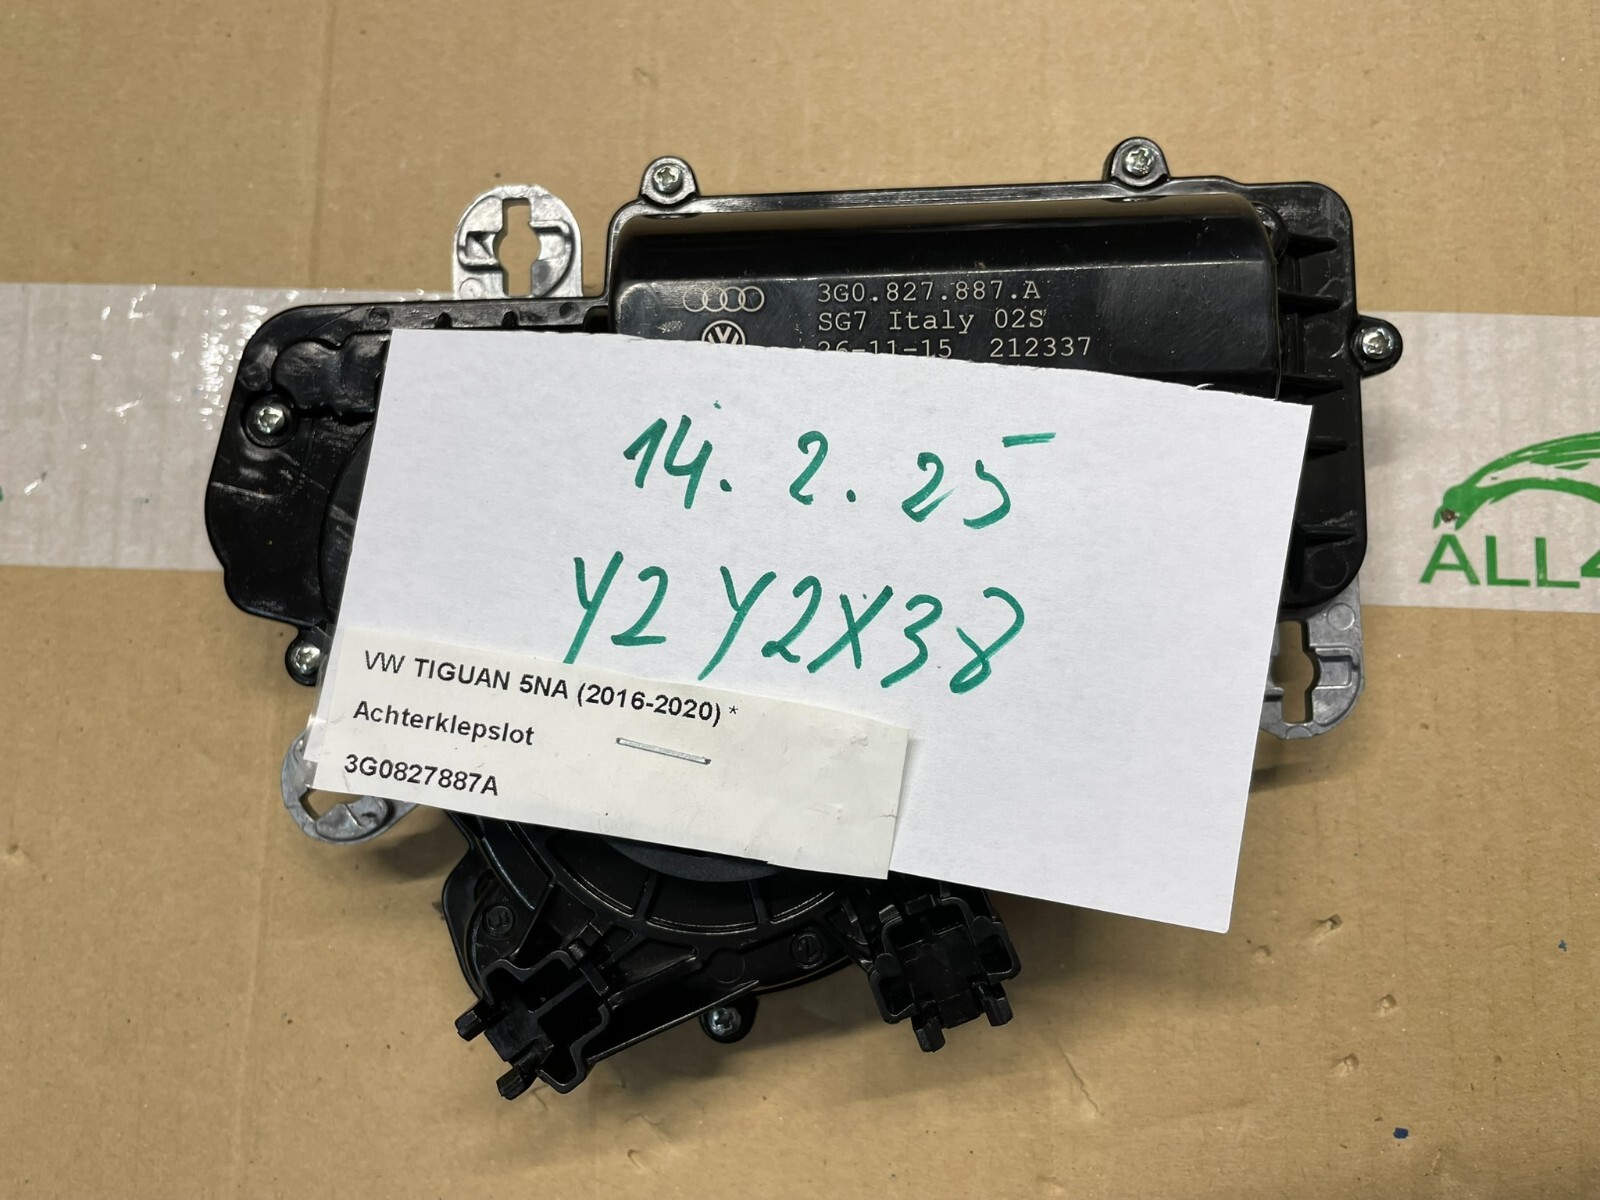 3G0.827.887.A
SG7 Italy 02S
26-11-15 212337
14. 2. 25
Y2 Y2X38
VW TIGUAN 5NA (2016-2020) *
Achterklepslot
3G0827887A
ALL4